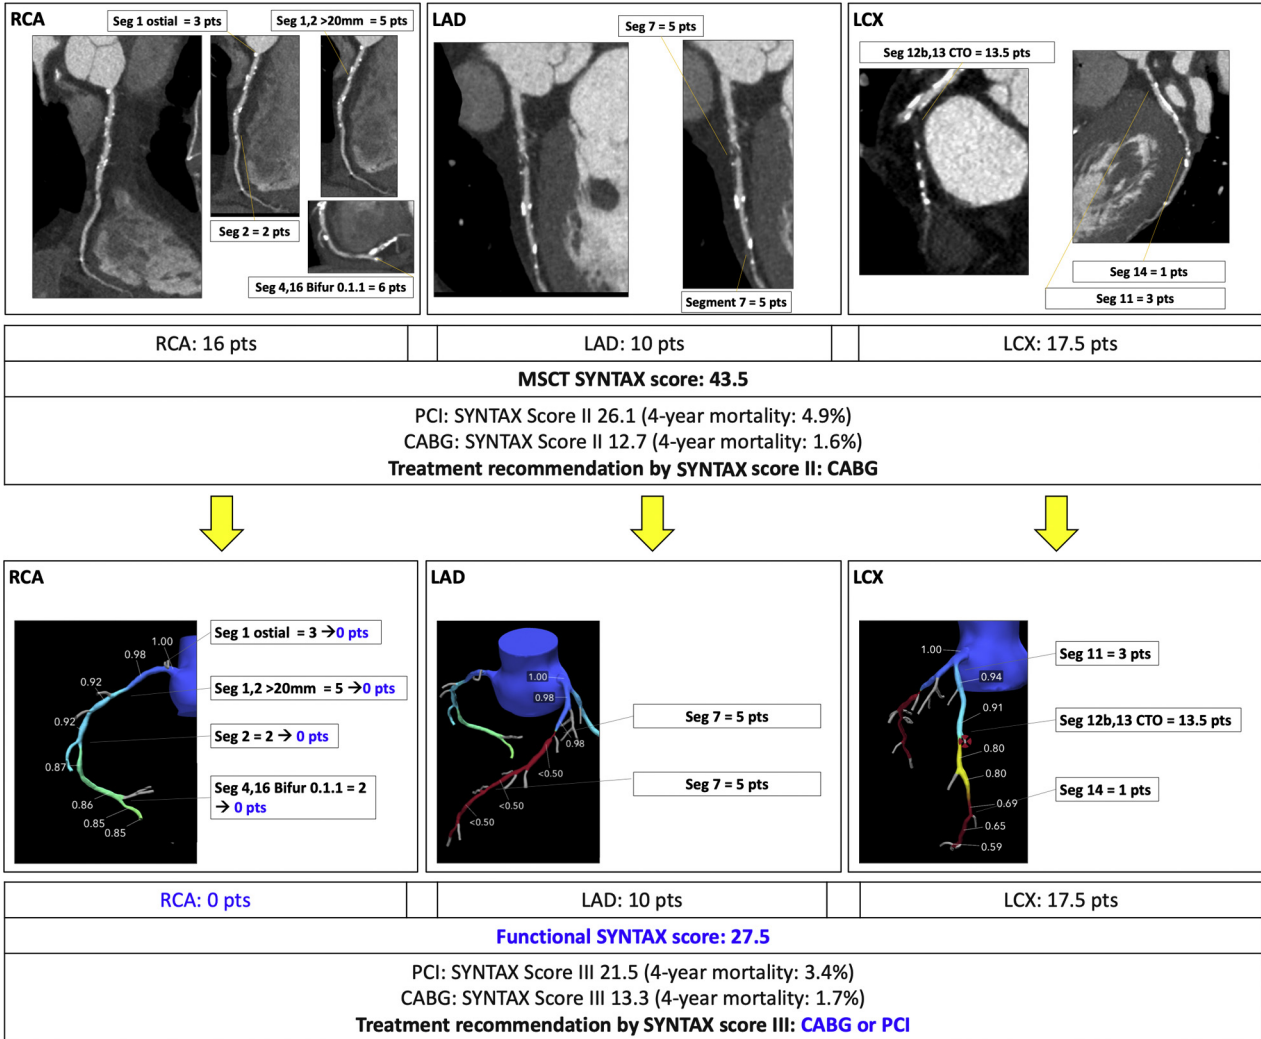 RCA
Seg 1 ostial = 3 pts
Seg 1,2 >20mm = 5 pts
Seg 2 = 2 pts
Seg 4,16 Bifur 0.1.1 = 6 pts
LAD
Seg 7 = 5 pts
Segment 7 = 5 pts
LCX
Seg 12b,13 CTO = 13.5 pts
Seg 14 = 1 pts
Seg 11 = 3 pts
RCA: 16 pts
LAD: 10 pts
LCX: 17.5 pts
MSCT SYNTAX score: 43.5
PCI: SYNTAX Score II 26.1 (4-year mortality: 4.9%)
CABG: SYNTAX Score II 12.7 (4-year mortality: 1.6%)
Treatment recommendation by SYNTAX score II: CABG
RCA
1.00
0.98
0.92
0.92
0.87
0.86
0.85
0.85
Seg 1 ostial = 3 →0 pts
Seg 1,2 >20mm = 5 →0 pts
Seg 2 = 2 → 0 pts
Seg 4,16 Bifur 0.1.1 = 2
→ 0 pts
LAD
1.00
0.98
0.98
<0.50
<0.50
<0.50
Seg 7 = 5 pts
Seg 7 = 5 pts
LCX
1.00
0.94
0.91
0.80
0.80
0.69
0.65
0.59
Seg 11 = 3 pts
Seg 12b,13 CTO = 13.5 pts
Seg 14 = 1 pts
RCA: 0 pts
LAD: 10 pts
LCX: 17.5 pts
Functional SYNTAX score: 27.5
PCI: SYNTAX Score III 21.5 (4-year mortality: 3.4%)
CABG: SYNTAX Score III 13.3 (4-year mortality: 1.7%)
Treatment recommendation by SYNTAX score III: CABG or PCI